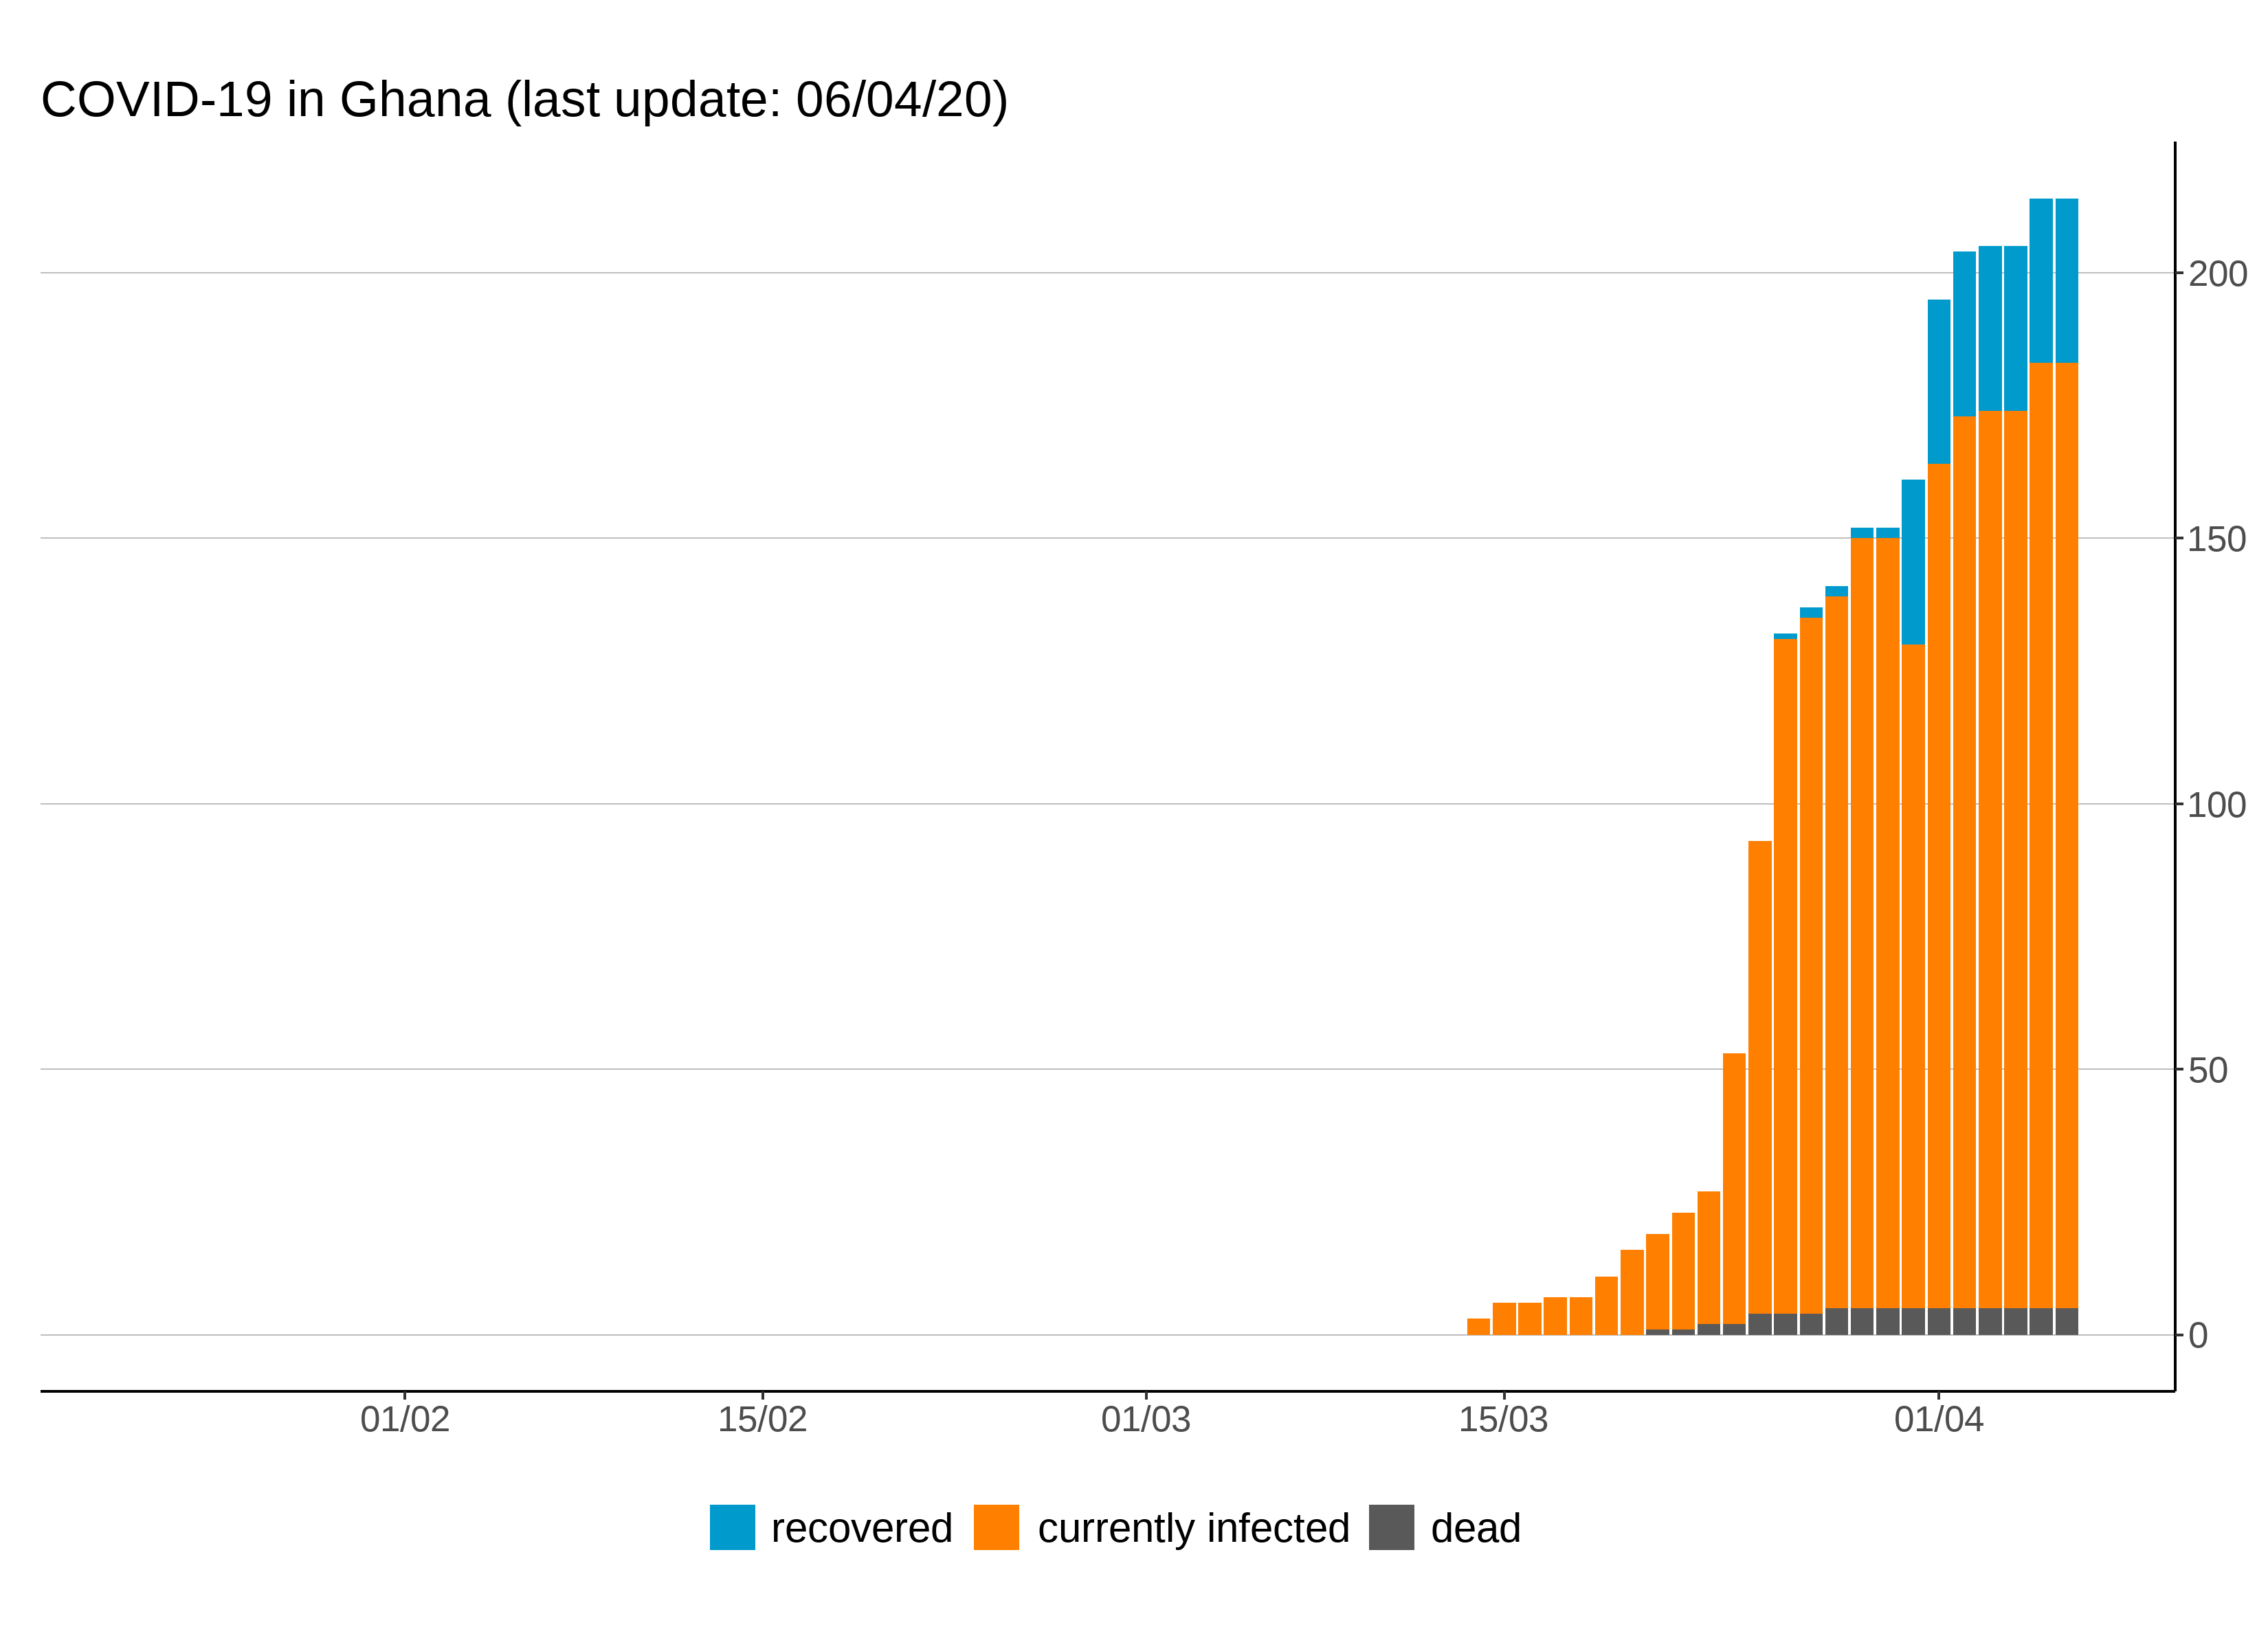 COVID-19 in Ghana (last update: 06/04/20)
200
150
100
50
0
01/02 15/02 01/03 15/03 01/04
recovered currently infected dead